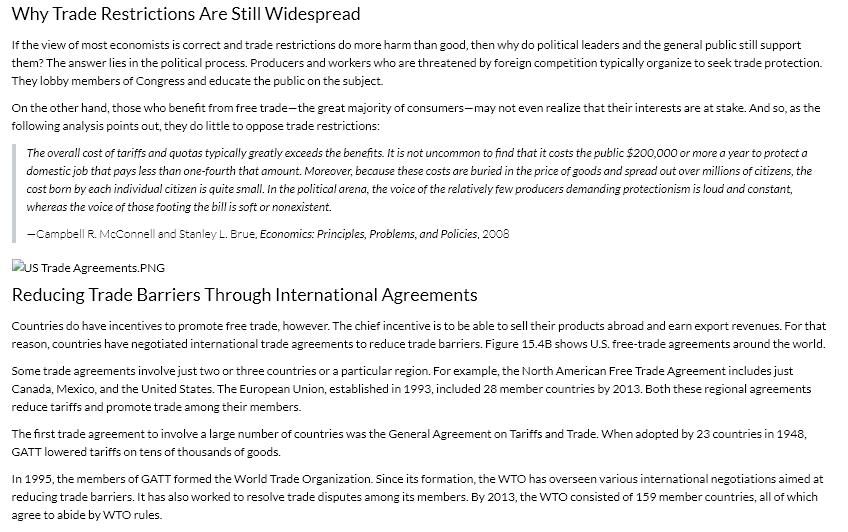 Why Trade Restrictions Are Still Widespread
If the view of most economists is correct and trade restrictions do more harm than good, then why do political leaders and the general public still support
them? The answer lies in the political process. Producers and workers who are threatened by foreign competition typically organize to seek trade protection.
They lobby members of Congress and educate the public on the subject.
On the other hand, those who benefit from free trade—the great majority of consumers—may not even realize that their interests are at stake. And so, as the
following analysis points out, they do little to oppose trade restrictions:
The overall cost of tariffs and quotas typically greatly exceeds the benefits. It is not uncommon to find that it costs the public $200,000 or more a year to protect a
domestic job that pays less than one-fourth that amount. Moreover, because these costs are buried in the price of goods and spread out over millions of citizens, the
cost born by each individual citizen is quite small. In the political arena, the voice of the relatively few producers demanding protectionism is loud and constant,
whereas the voice of those footing the bill is soft or nonexistent.
—Campbell R. McConnell and Stanley L. Brue, Economics: Principles, Problems, and Policies, 2008
US Trade Agreements.PNG
Reducing Trade Barriers Through International Agreements
Countries do have incentives to promote free trade, however. The chief incentive is to be able to sell their products abroad and earn export revenues. For that
reason, countries have negotiated international trade agreements to reduce trade barriers. Figure 15.4B shows U.S. free-trade agreements around the world.
Some trade agreements involve just two or three countries or a particular region. For example, the North American Free Trade Agreement includes just
Canada, Mexico, and the United States. The European Union, established in 1993, included 28 member countries by 2013. Both these regional agreements
reduce tariffs and promote trade among their members.
The first trade agreement to involve a large number of countries was the General Agreement on Tariffs and Trade. When adopted by 23 countries in 1948,
GATT lowered tariffs on tens of thousands of goods.
In 1995, the members of GATT formed the World Trade Organization. Since its formation, the WTO has overseen various international negotiations aimed at
reducing trade barriers. It has also worked to resolve trade disputes among its members. By 2013, the WTO consisted of 159 member countries, all of which
agree to abide by WTO rules.